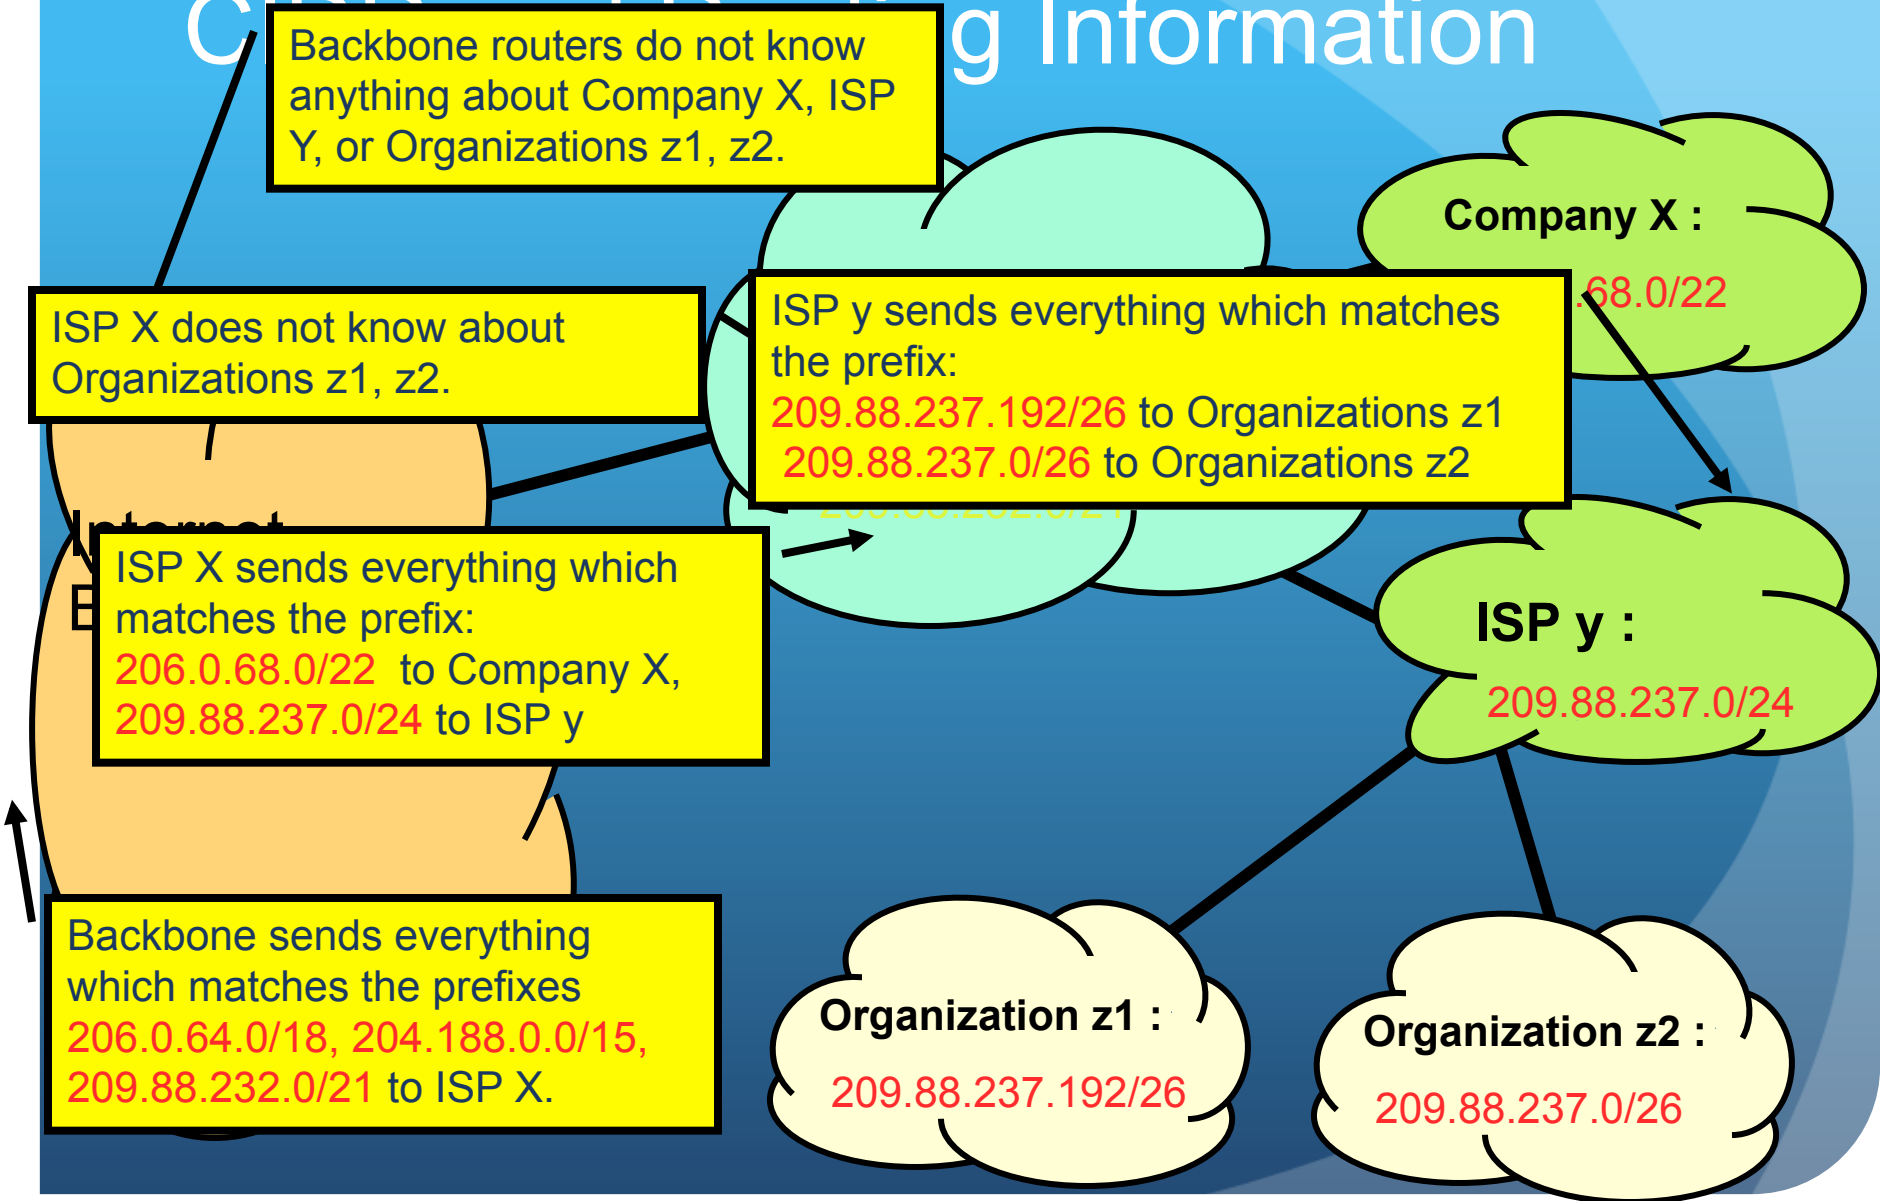 g Information
Backbone routers do not know
anything about Company X, ISP
Y, or Organizations z1, z2.
Company X :
.68.0/22
ISP X does not know about
Organizations z1, z2.
ISP y sends everything which matches
the prefix:
209.88.237.192/26 to Organizations z1
209.88.237.0/26 to Organizations z2
Internet
ISP X sends everything which
matches the prefix:
206.0.68.0/22 to Company X,
209.88.237.0/24 to ISP y
ISP y :
209.88.237.0/24
Backbone sends everything
which matches the prefixes
206.0.64.0/18, 204.188.0.0/15,
209.88.232.0/21 to ISP X.
Organization z1 :
209.88.237.192/26
Organization z2 :
209.88.237.0/26